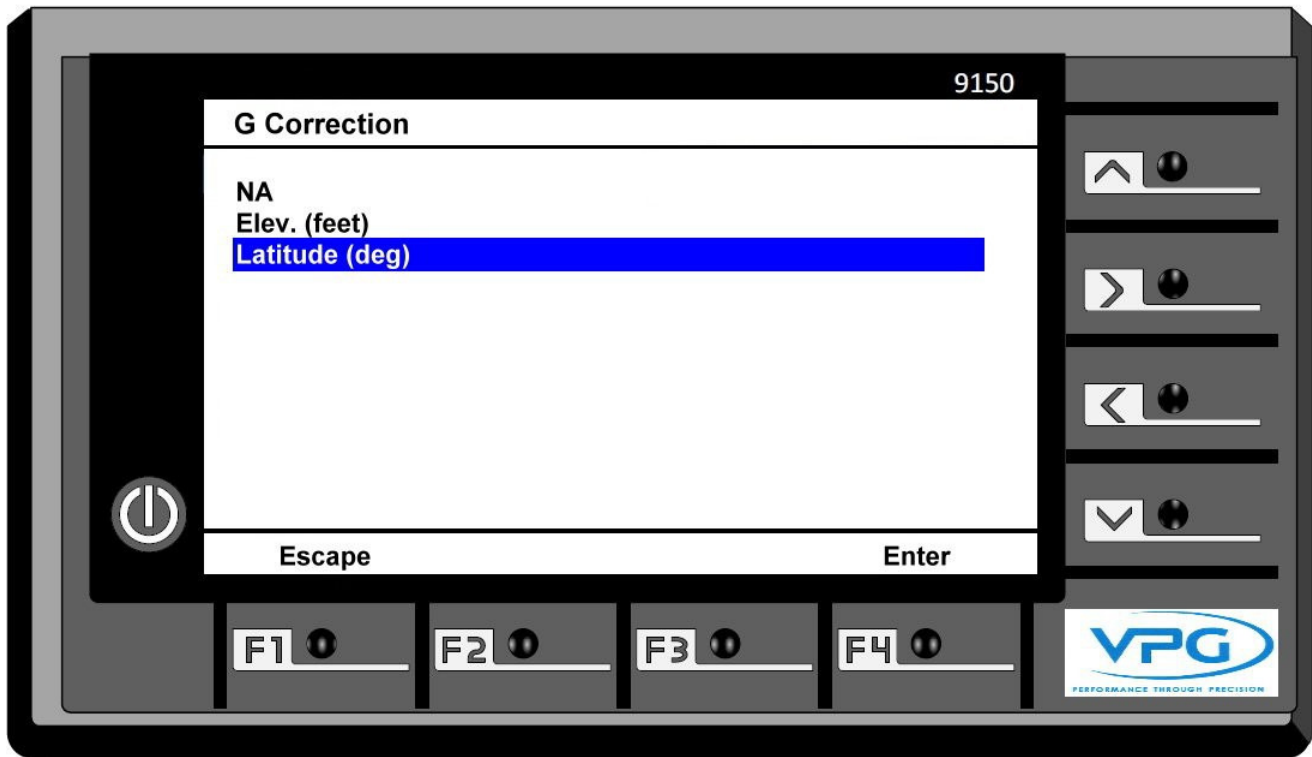 9150
G Correction
NA
Elev. (feet)
Latitude (deg)
Escape Enter
F1 F2 F3 F4
VPG
PERFORMANCE THROUGH PRECISION